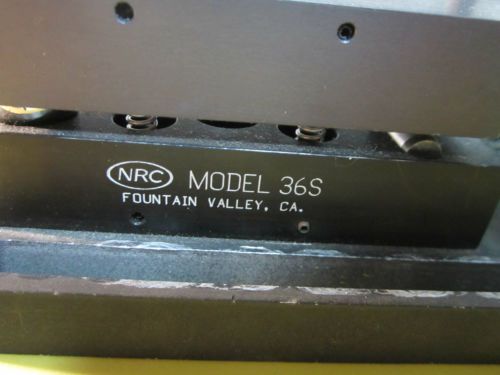 NRC MODEL 36S
FOUNTAIN VALLEY, CA.